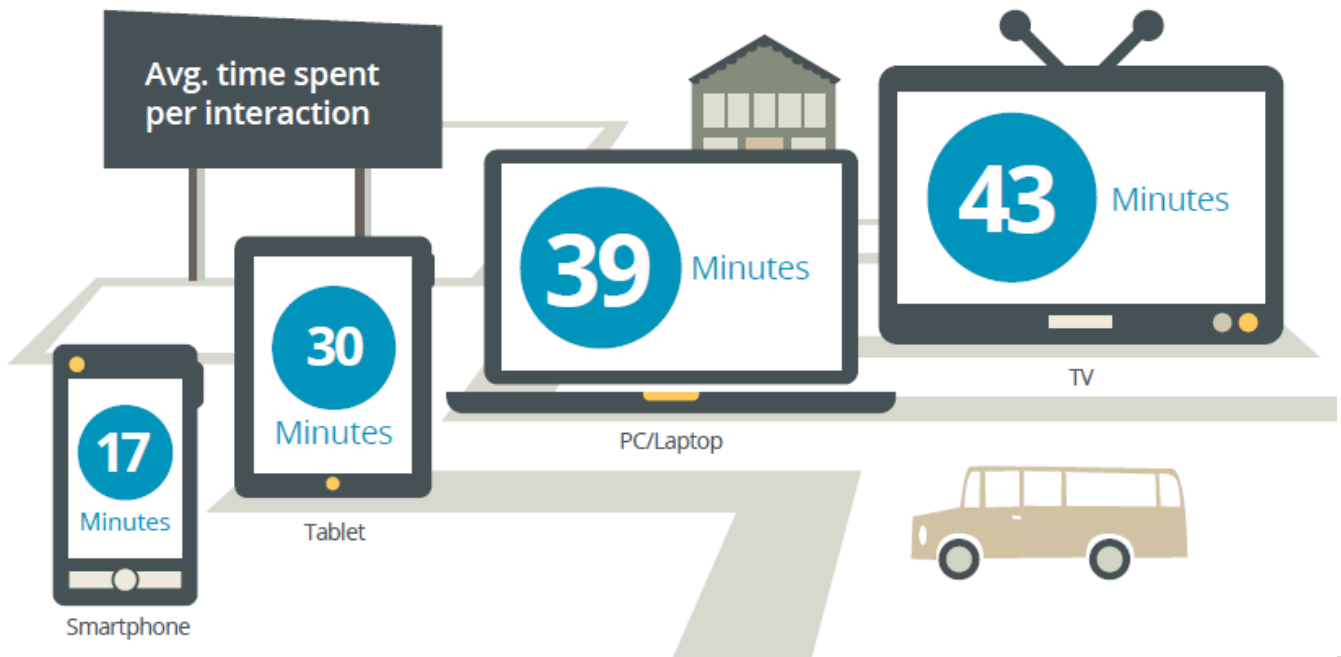 Avg. time spent
per interaction
17
Minutes
Smartphone
30
Minutes
Tablet
39 Minutes
PC/Laptop
43 Minutes
TV